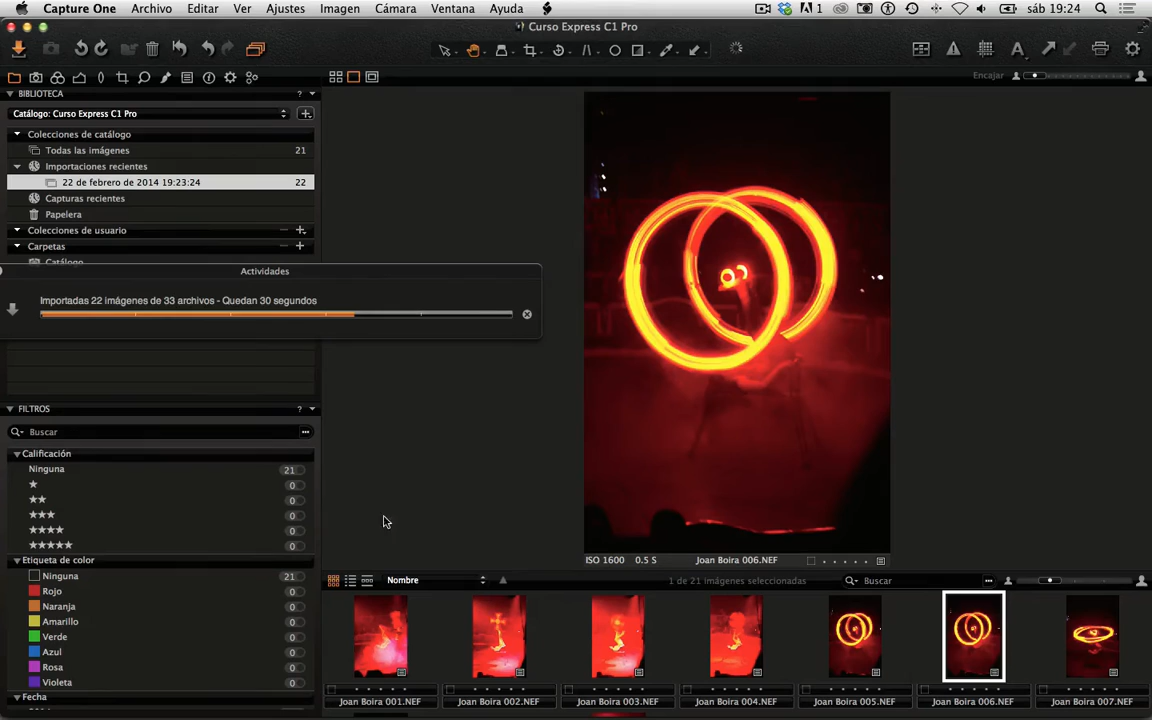 Capture One Archivo Editar Ver Ajustes Imagen Cámara Ventana Ayuda 1 sáb 19:24
Curso Express C1 Pro
Encajar
BIBLIOTECA ?
Catálogo: Curso Express C1 Pro
Colecciones de catálogo
Todas las imágenes 21
Importaciones recientes
22 de febrero de 2014 19:23:24 22
Capturas recientes
Papelera
Colecciones de usuario
Carpetas
Catálogo
Actividades
Importadas 22 imágenes de 33 archivos - Quedan 30 segundos
FILTROS ?
Buscar
Calificación
Ninguna 21
0
0
0
0
0
Etiqueta de color
Ninguna 21
Rojo 0
Naranja 0
Amarillo 0
Verde 0
Azul 0
Rosa 0
Violeta 0
Fecha
ISO 1600 0.5 S Joan Boira 006.NEF
Nombre 1 de 21 imágenes seleccionadas Buscar
Joan Boira 001.NEF Joan Boira 002.NEF Joan Boira 003.NEF Joan Boira 004.NEF Joan Boira 005.NEF Joan Boira 006.NEF Joan Boira 007.NEF